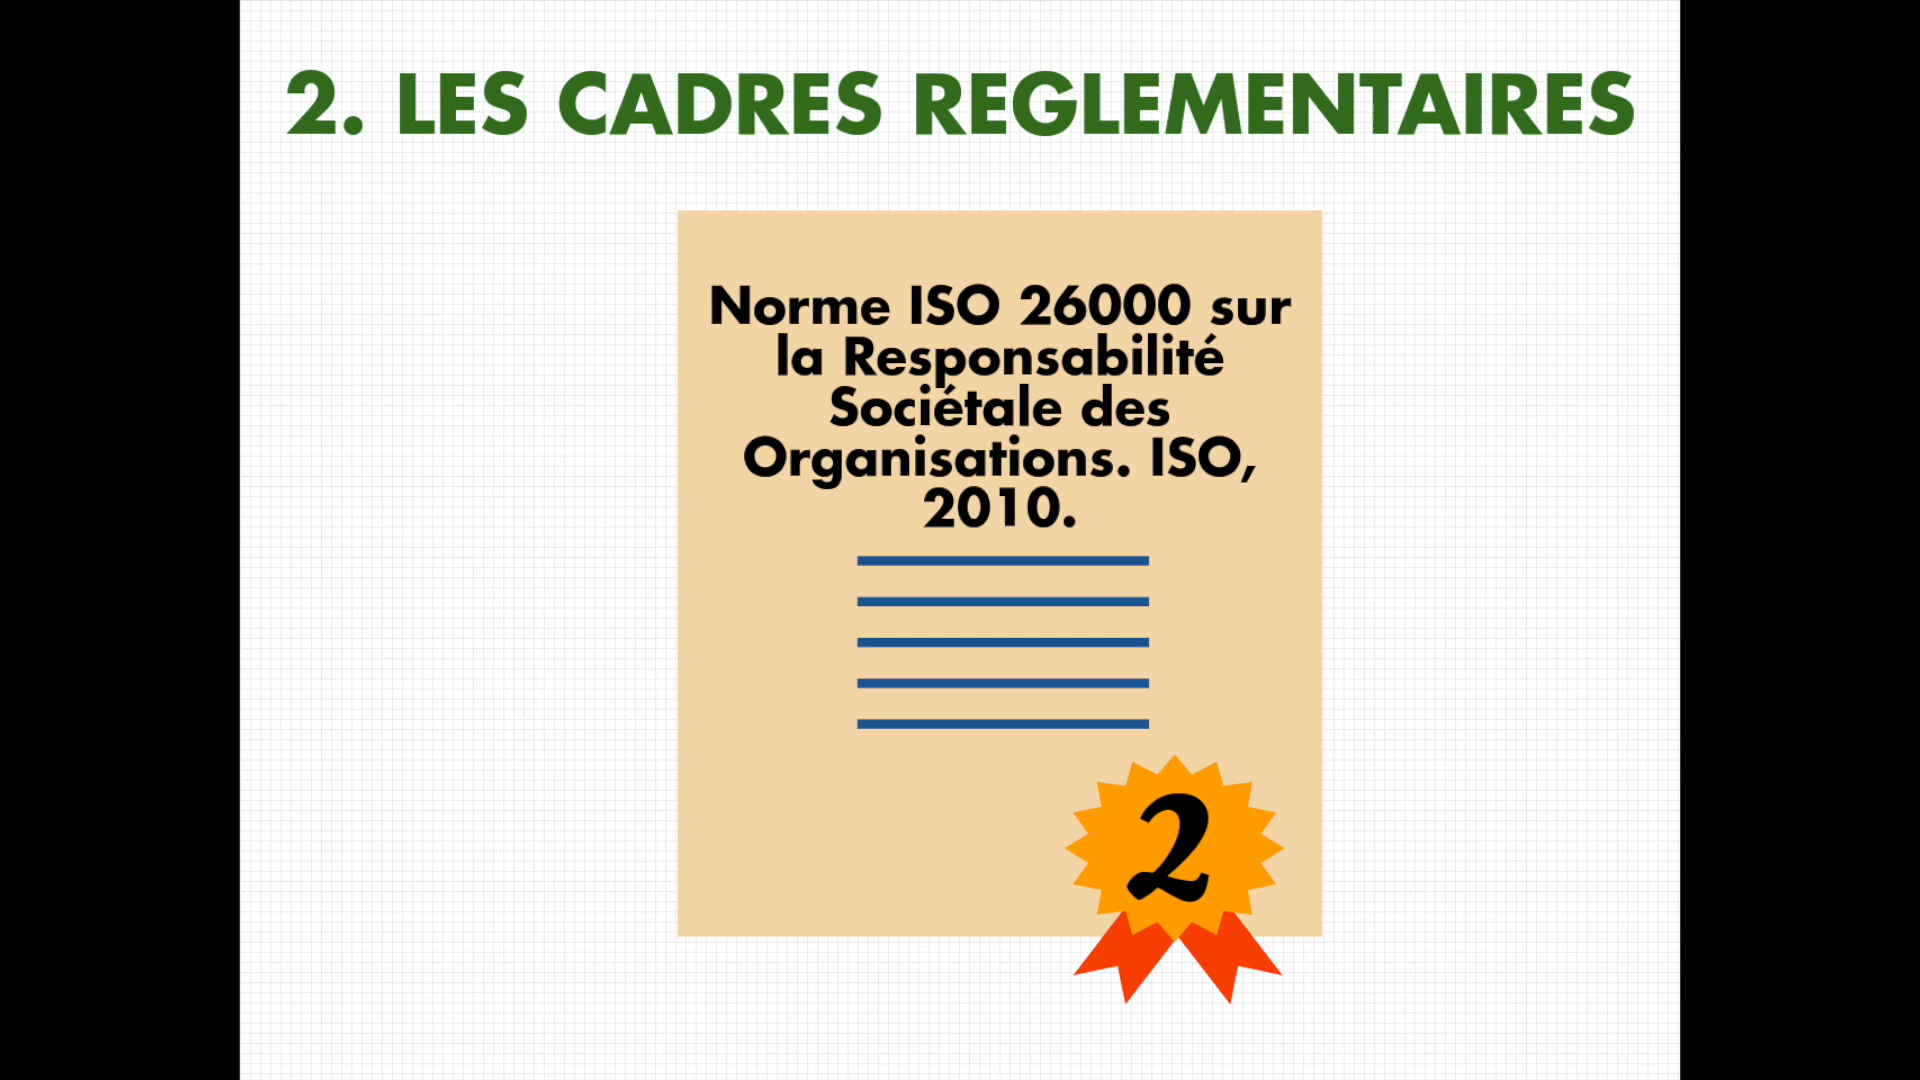 2. LES CADRES REGLEMENTAIRES
Norme ISO 26000 sur
la Responsabilité
Sociétale des
Organisations. ISO,
2010.
2